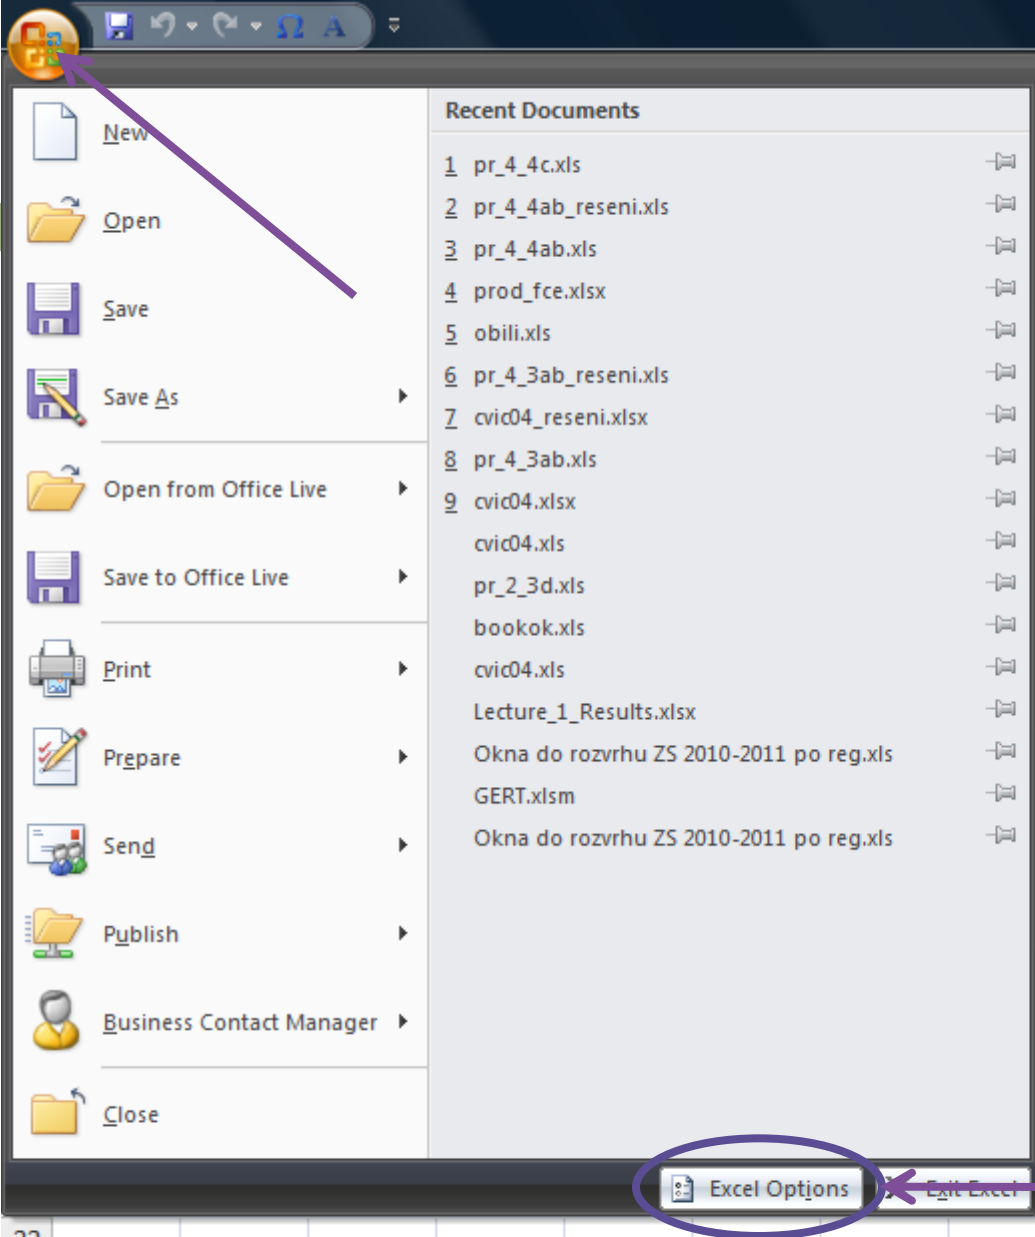 New
Open
Save
Save As
Open from Office Live
Save to Office Live
Print
Prepare
Send
Publish
Business Contact Manager
Close
Recent Documents
1 pr_4_4c.xls
2 pr_4_4ab_reseni.xls
3 pr_4_4ab.xls
4 prod_fce.xlsx
5 obili.xls
6 pr_4_3ab_reseni.xls
7 cvic04_reseni.xlsx
8 pr_4_3ab.xls
9 cvic04.xlsx
cvic04.xls
pr_2_3d.xls
bookok.xls
cvic04.xls
Lecture_1_Results.xlsx
Okna do rozvrhu ZS 2010-2011 po reg.xls
GERT.xlsm
Okna do rozvrhu ZS 2010-2011 po reg.xls
Excel Options
Exit Excel